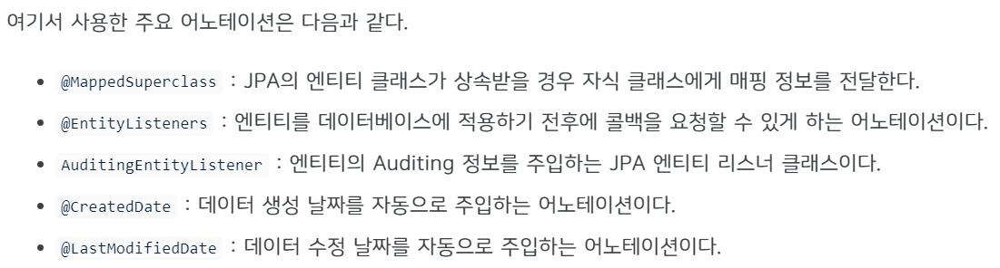 여기서 사용한 주요 어노테이션은 다음과 같다.
• @MappedSuperclass : JPA의 엔티티 클래스가 상속받을 경우 자식 클래스에게 매핑 정보를 전달한다.
• @EntityListeners : 엔티티를 데이터베이스에 적용하기 전후에 콜백을 요청할 수 있게 하는 어노테이션이다.
• AuditingEntityListener : 엔티티의 Auditing 정보를 주입하는 JPA 엔티티 리스너 클래스이다.
• @CreatedDate : 데이터 생성 날짜를 자동으로 주입하는 어노테이션이다.
• @LastModifiedDate : 데이터 수정 날짜를 자동으로 주입하는 어노테이션이다.